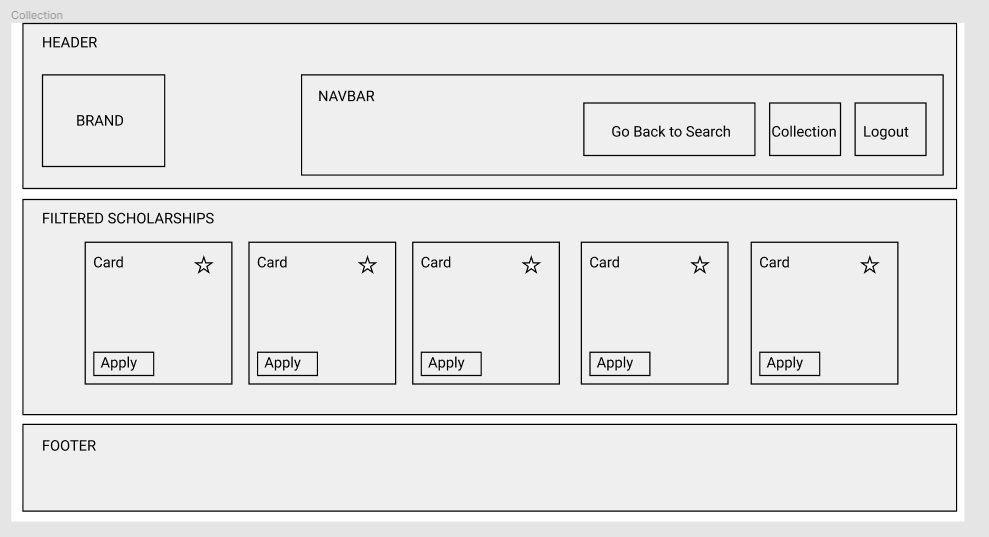 Collection
HEADER
BRAND
NAVBAR
Go Back to Search
Collection
Logout
FILTERED SCHOLARSHIPS
Card
Card
Card
Card
Card
Apply
Apply
Apply
Apply
Apply
FOOTER